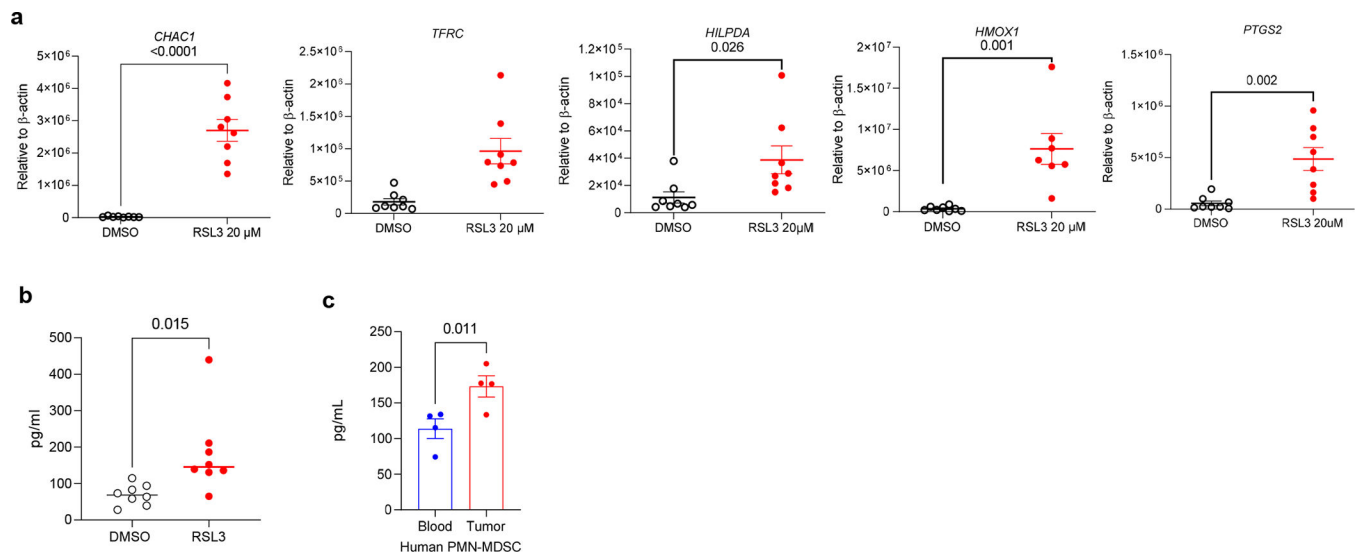 a
CHAC1
<0.0001
Relative to β-actin
5×10⁶
4×10⁶
3×10⁶
2×10⁶
1×10⁶
0
DMSO
RSL3 20 µM
TFRC
Relative to β-actin
2.5×10⁶
2×10⁶
1.5×10⁶
1×10⁶
5×10⁵
0
DMSO
RSL3 20 µM
HILPDA
0.026
Relative to β-actin
1.2×10⁵
1×10⁵
8×10⁴
6×10⁴
4×10⁴
2×10⁴
0
DMSO
RSL3 20µM
HMOX1
0.001
Relative to β-actin
2×10⁷
1.5×10⁷
1×10⁷
5×10⁶
0
DMSO
RSL3 20 µM
PTGS2
0.002
Relative to β-actin
1.5×10⁶
1×10⁶
5×10⁵
0
DMSO
RSL3 20uM
b
0.015
pg/ml
500
400
300
200
100
0
DMSO
RSL3
c
0.011
pg/mL
250
200
150
100
50
0
Blood
Tumor
Human PMN-MDSC